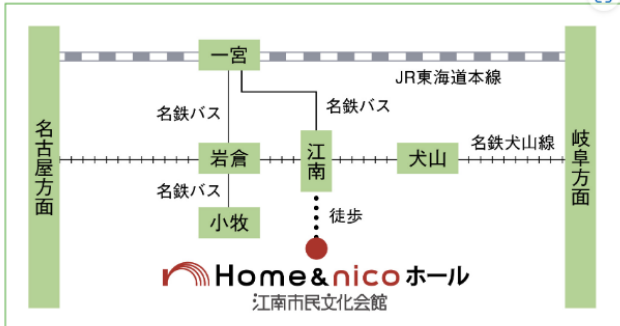 一宮
JR東海道本線
名鉄バス
名鉄バス
名古屋方面
岩倉
江南
犬山
名鉄犬山線
岐阜方面
名鉄バス
小牧
徒歩
Home&nicoホール
江南市民文化会館